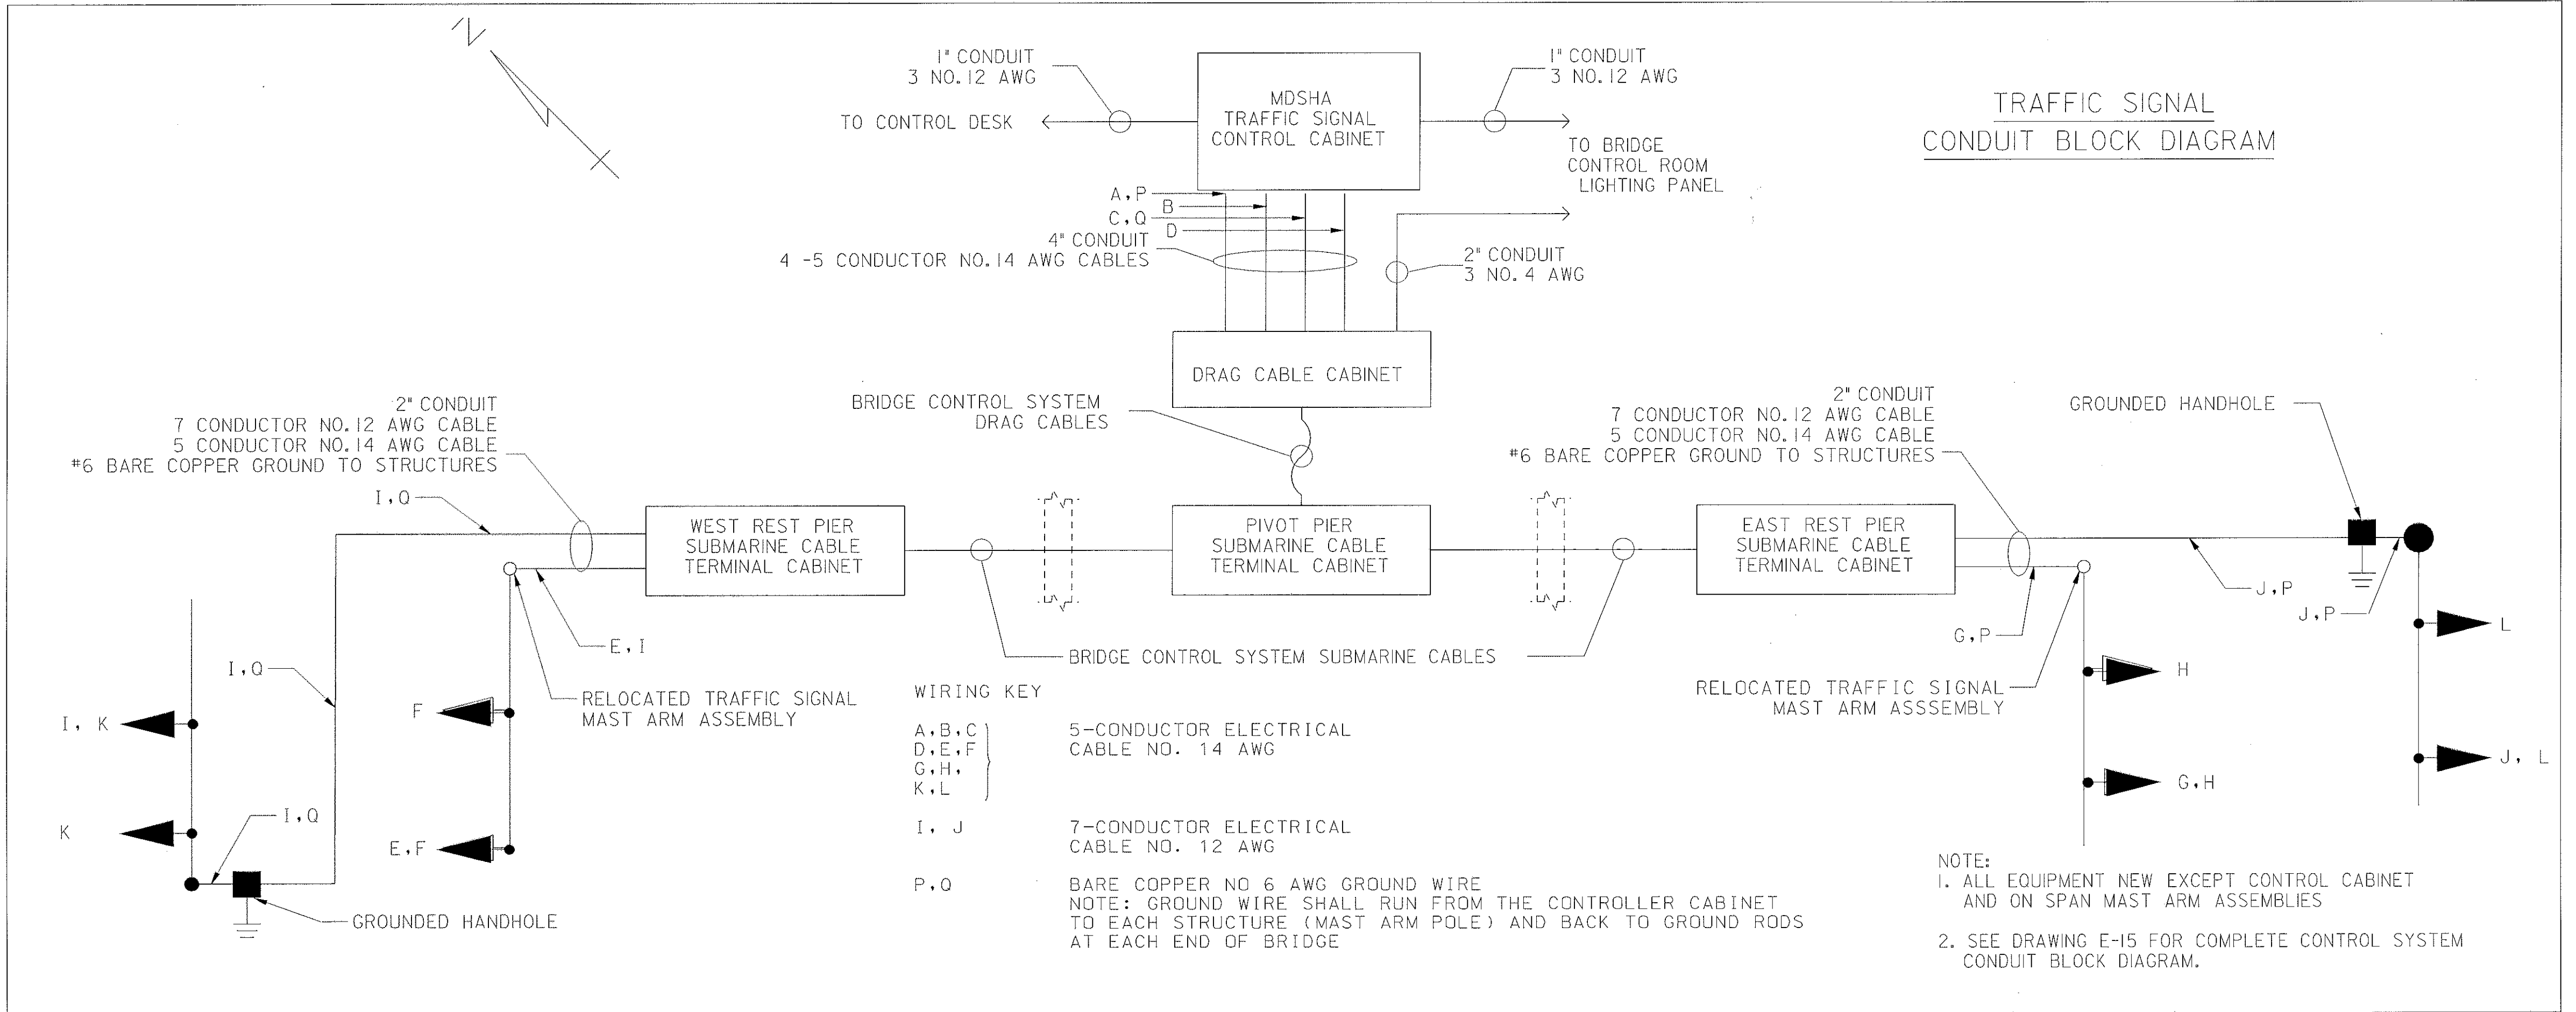 N
1" CONDUIT
3 NO.12 AWG
TO CONTROL DESK
MDSHA
TRAFFIC SIGNAL
CONTROL CABINET
1" CONDUIT
3 NO.12 AWG
TO BRIDGE
CONTROL ROOM
LIGHTING PANEL
TRAFFIC SIGNAL
CONDUIT BLOCK DIAGRAM
A,P
B
C,Q
D
4" CONDUIT
4 -5 CONDUCTOR NO.14 AWG CABLES
2" CONDUIT
3 NO.4 AWG
DRAG CABLE CABINET
BRIDGE CONTROL SYSTEM
DRAG CABLES
2" CONDUIT
7 CONDUCTOR NO.12 AWG CABLE
5 CONDUCTOR NO.14 AWG CABLE
#6 BARE COPPER GROUND TO STRUCTURES
I,Q
WEST REST PIER
SUBMARINE CABLE
TERMINAL CABINET
PIVOT PIER
SUBMARINE CABLE
TERMINAL CABINET
EAST REST PIER
SUBMARINE CABLE
TERMINAL CABINET
2" CONDUIT
7 CONDUCTOR NO.12 AWG CABLE
5 CONDUCTOR NO.14 AWG CABLE
#6 BARE COPPER GROUND TO STRUCTURES
GROUNDED HANDHOLE
J,P
J,P
G,P
L
H
J, L
G,H
RELOCATED TRAFFIC SIGNAL
MAST ARM ASSSEMBLY
BRIDGE CONTROL SYSTEM SUBMARINE CABLES
E,I
I,Q
RELOCATED TRAFFIC SIGNAL
MAST ARM ASSEMBLY
F
I, K
K
E,F
I,Q
GROUNDED HANDHOLE
WIRING KEY
A,B,C
D,E,F
G,H,
K,L
5-CONDUCTOR ELECTRICAL
CABLE NO. 14 AWG
I, J
7-CONDUCTOR ELECTRICAL
CABLE NO. 12 AWG
P,Q
BARE COPPER NO 6 AWG GROUND WIRE
NOTE: GROUND WIRE SHALL RUN FROM THE CONTROLLER CABINET
TO EACH STRUCTURE (MAST ARM POLE) AND BACK TO GROUND RODS
AT EACH END OF BRIDGE
NOTE:
1. ALL EQUIPMENT NEW EXCEPT CONTROL CABINET
AND ON SPAN MAST ARM ASSEMBLIES
2. SEE DRAWING E-15 FOR COMPLETE CONTROL SYSTEM
CONDUIT BLOCK DIAGRAM.